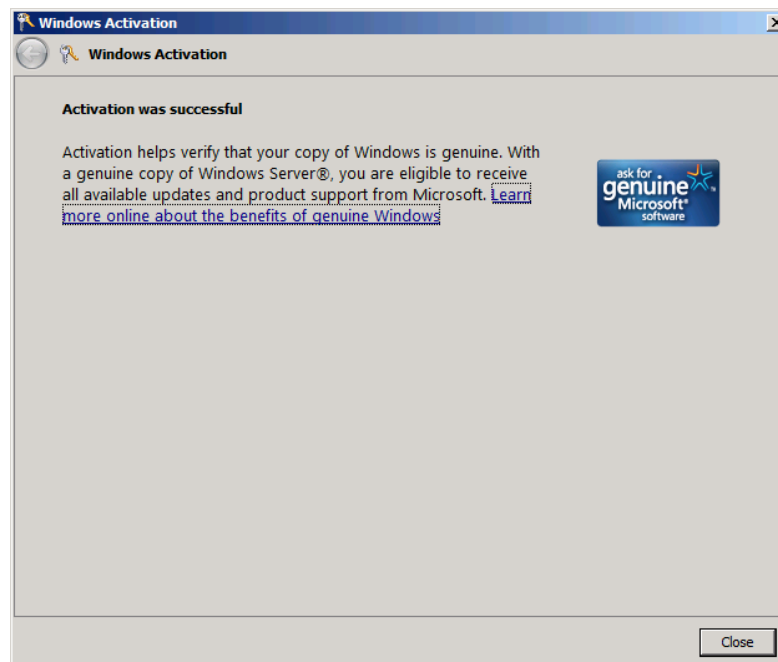 Windows Activation
Windows Activation
Activation was successful
Activation helps verify that your copy of Windows is genuine. With
a genuine copy of Windows Server®, you are eligible to receive
all available updates and product support from Microsoft. Learn
more online about the benefits of genuine Windows
ask for
genuine
Microsoft®
software
Close